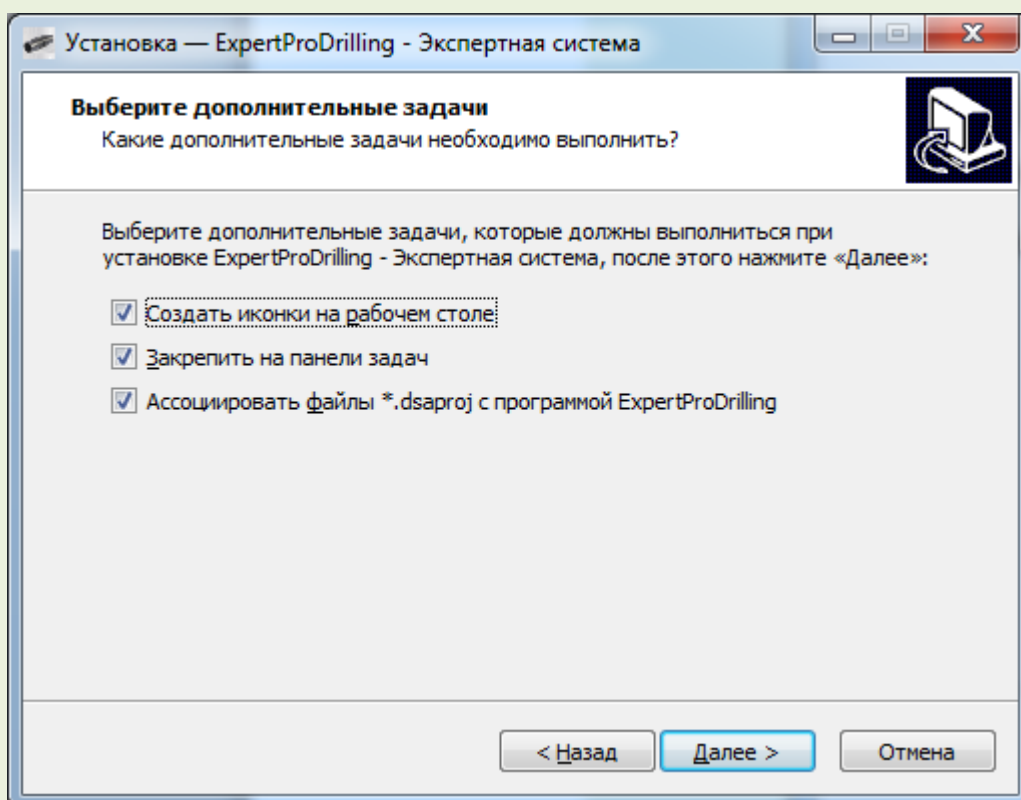 Установка — ExpertProDrilling - Экспертная система
Выберите дополнительные задачи
Какие дополнительные задачи необходимо выполнить?
Выберите дополнительные задачи, которые должны выполниться при
установке ExpertProDrilling - Экспертная система, после этого нажмите «Далее»:
Создать иконки на рабочем столе
Закрепить на панели задач
Ассоциировать файлы *.dsaproj с программой ExpertProDrilling
< Назад Далее > Отмена